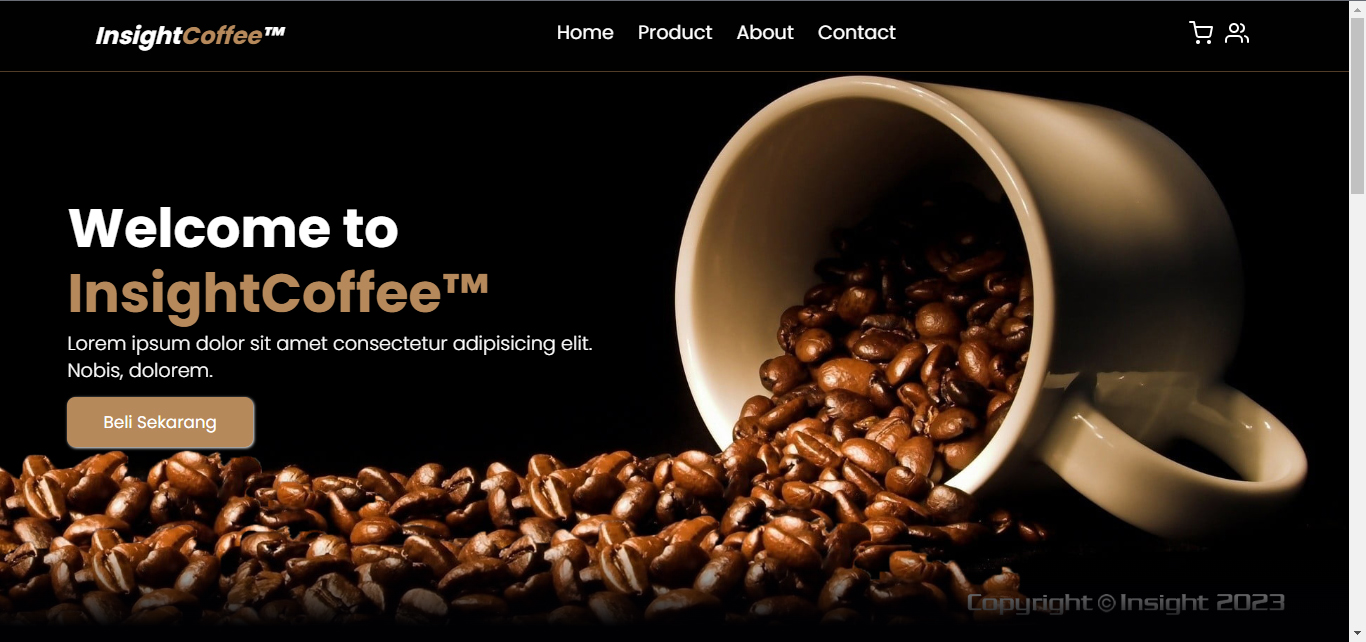 InsightCoffee™
Home Product About Contact
Welcome to
InsightCoffee™
Lorem ipsum dolor sit amet consectetur adipisicing elit.
Nobis, dolorem.
Beli Sekarang
Copyright © Insight 2023